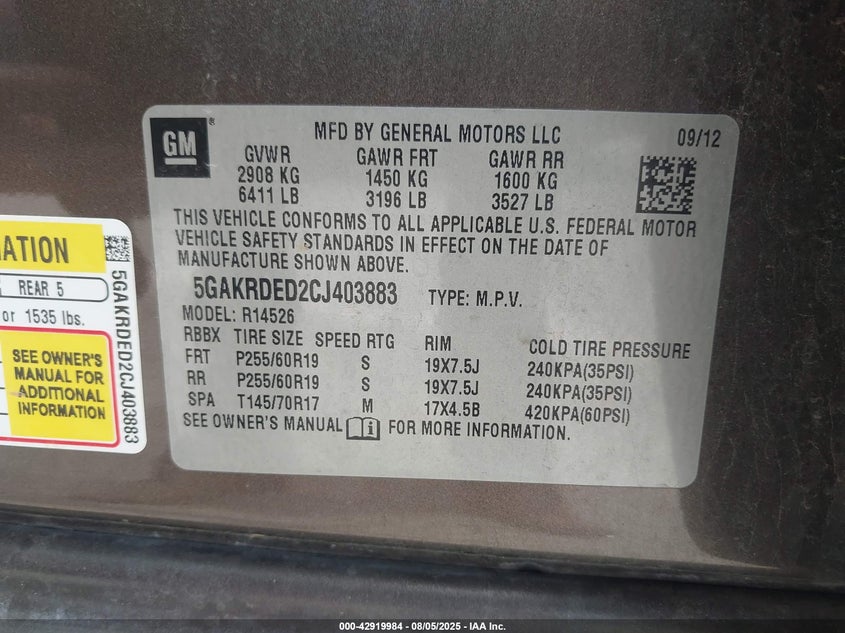 GM ®
MFD BY GENERAL MOTORS LLC 09/12
GVWR GAWR FRT GAWR RR
2908 KG 1450 KG 1600 KG
6411 LB 3196 LB 3527 LB
THIS VEHICLE CONFORMS TO ALL APPLICABLE U.S. FEDERAL MOTOR
VEHICLE SAFETY STANDARDS IN EFFECT ON THE DATE OF
MANUFACTURE SHOWN ABOVE.
5GAKRDED2CJ403883 TYPE: M.P.V.
MODEL: R14526
RBBX TIRE SIZE SPEED RTG RIM COLD TIRE PRESSURE
FRT P255/60R19 S 19X7.5J 240KPA(35PSI)
RR P255/60R19 S 19X7.5J 240KPA(35PSI)
SPA T145/70R17 M 17X4.5B 420KPA(60PSI)
SEE OWNER'S MANUAL i FOR MORE INFORMATION.
REAR 5
or 1535 lbs.
SEE OWNER'S
MANUAL FOR
ADDITIONAL
INFORMATION
5GAKRDED2CJ403883
000-42919984 - 08/05/2025 - IAA Inc.